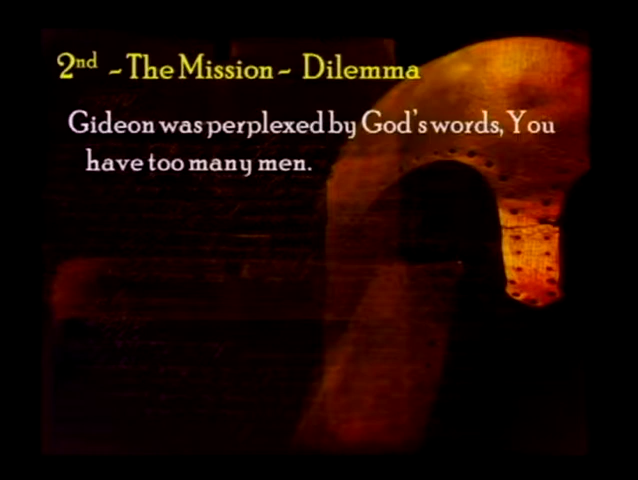 2nd ~ The Mission ~ Dilemma
Gideon was perplexed by God's words, You
have too many men.